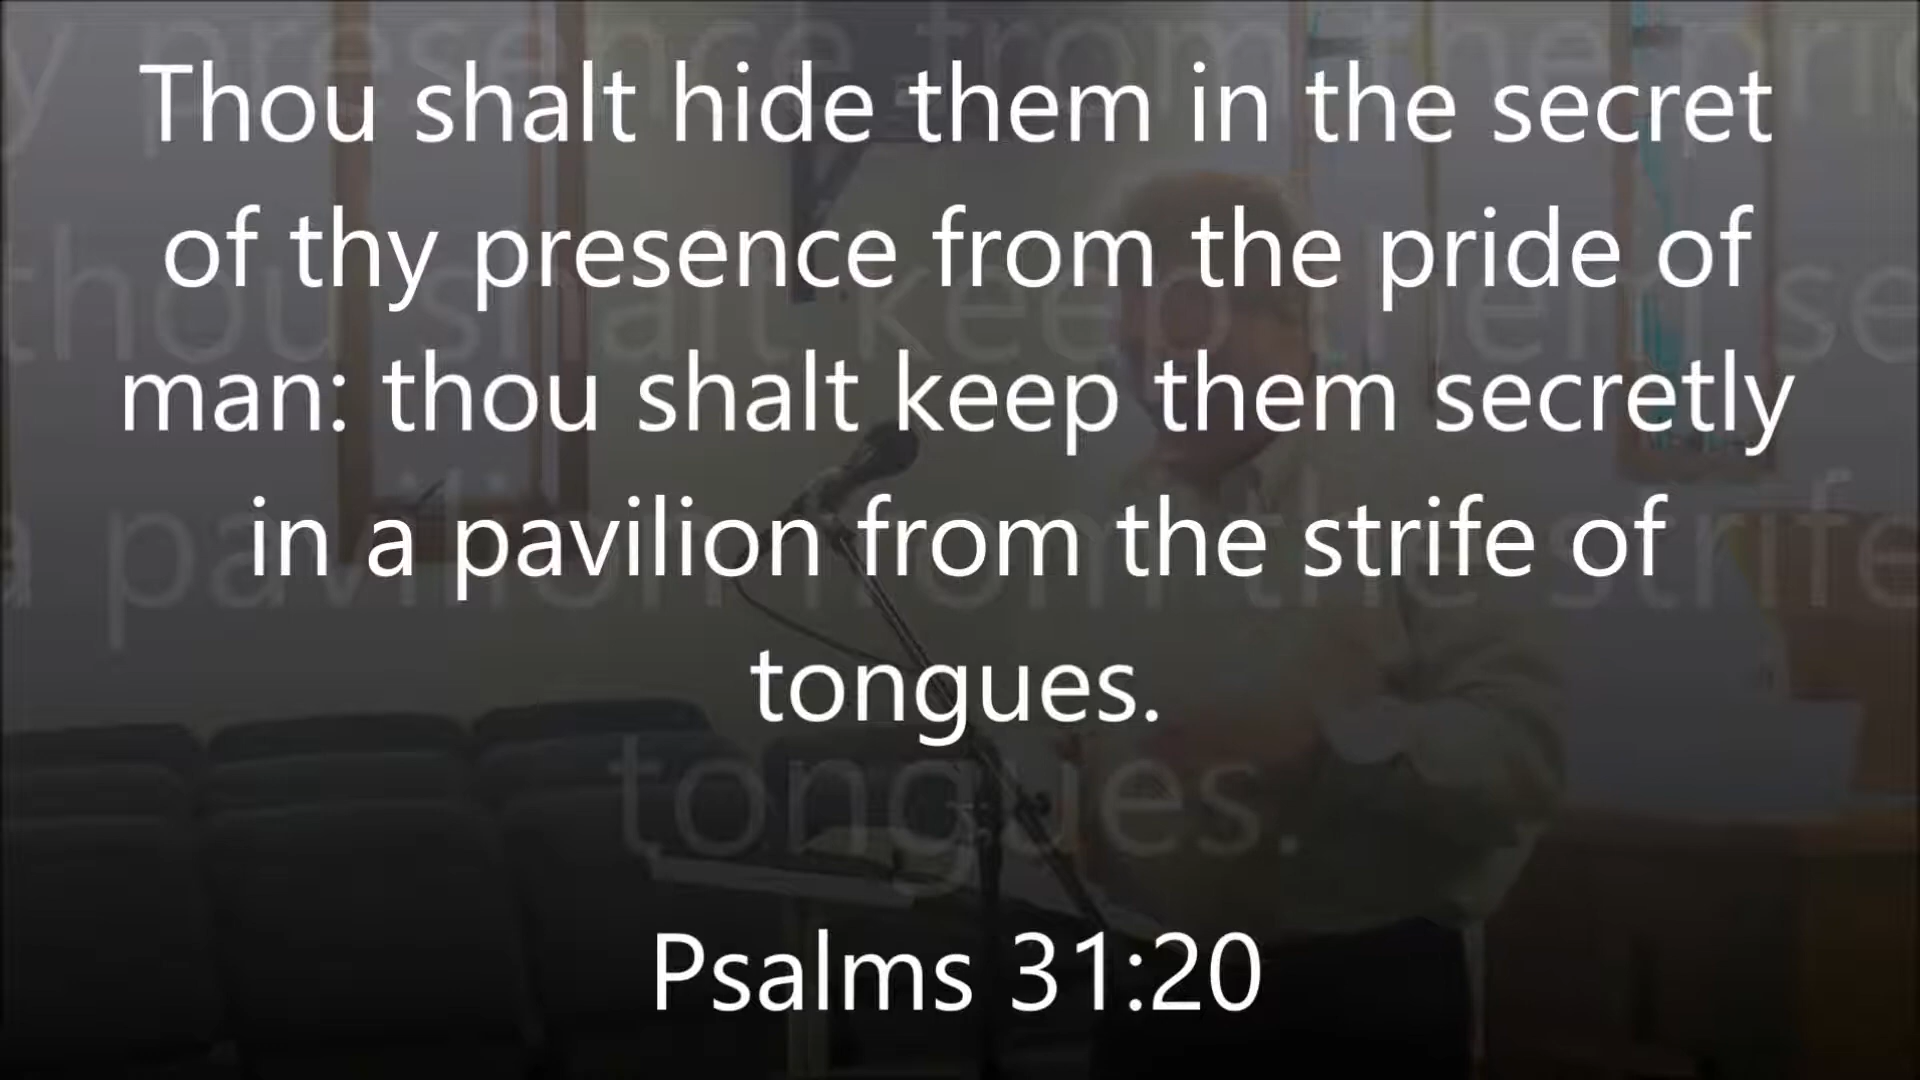 Thou shalt hide them in the secret
of thy presence from the pride of
man: thou shalt keep them secretly
in a pavilion from the strife of
tongues.
Psalms 31:20